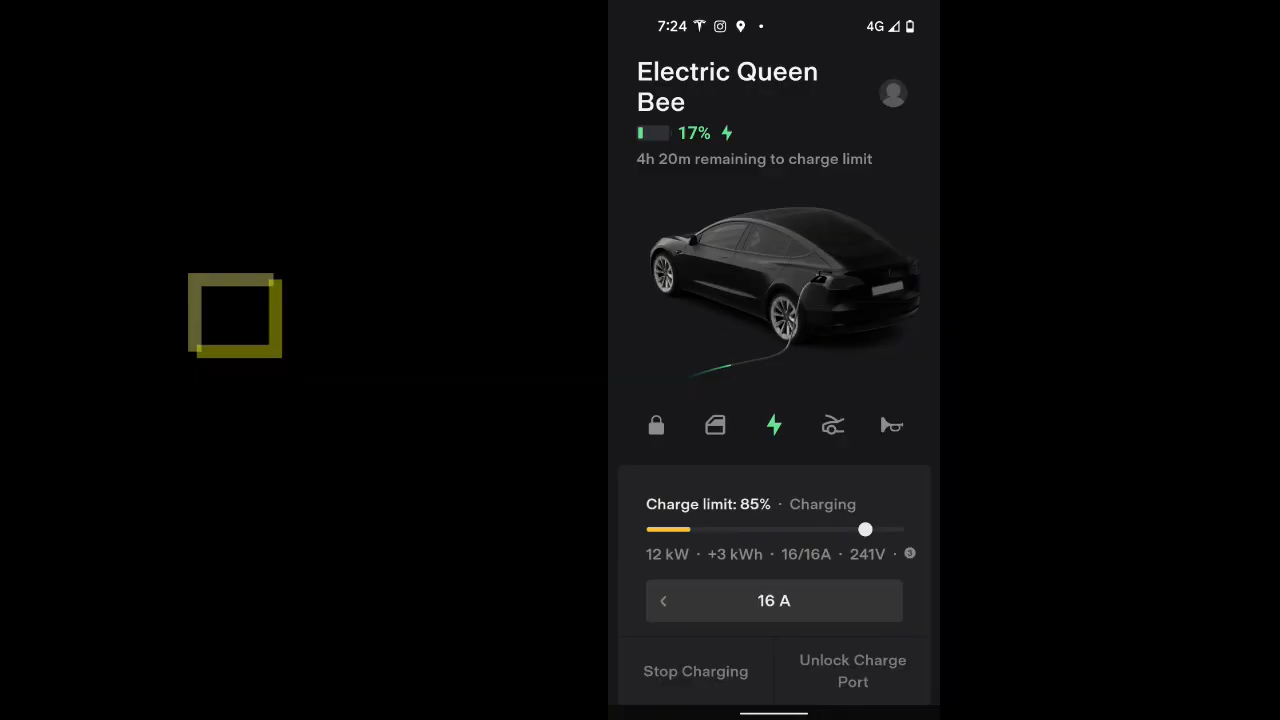 7:24
4G
Electric Queen
Bee
17%
4h 20m remaining to charge limit
Charge limit: 85% · Charging
12 kW · +3 kWh · 16/16A · 241V · 3
16 A
Stop Charging
Unlock Charge
Port